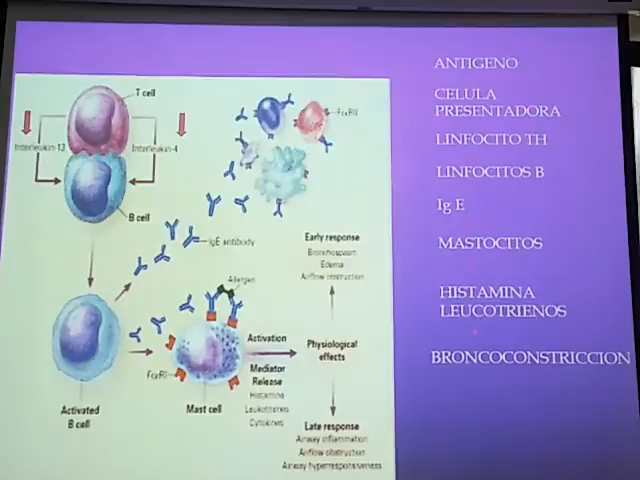 T cell
Interleukin-13
Interleukin-4
B cell
FcεRII
IgE antibody
Allergen
Early response
Bronchospasm
Edema
Airflow obstruction
Activation
Physiological
effects
Mediator
Release
Histamine
Leukotrienes
Cytokines
FcεRI
Mast cell
Activated
B cell
Late response
Airway inflammation
Airflow obstruction
Airway hyperresponsiveness
ANTIGENO
CELULA
PRESENTADORA
LINFOCITO TH
LINFOCITOS B
Ig E
MASTOCITOS
HISTAMINA
LEUCOTRIENOS
BRONCOCONSTRICCION